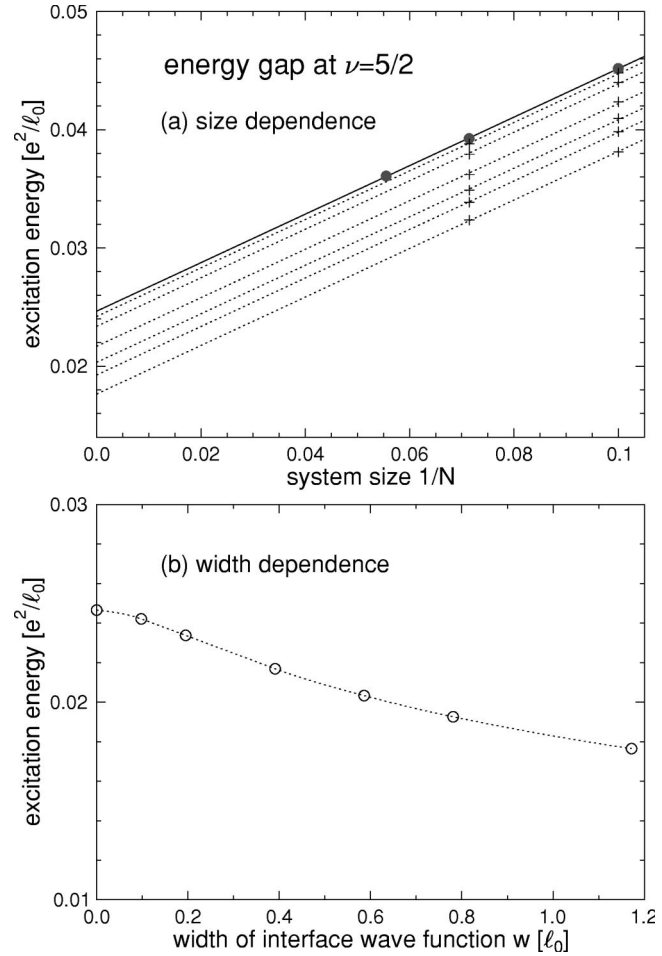 0.05
energy gap at ν=5/2
(a) size dependence
0.04
0.03
0.02
excitation energy [e²/ℓ₀]
0.0 0.02 0.04 0.06 0.08 0.1
system size 1/N
0.03
(b) width dependence
0.02
0.01
excitation energy [e²/ℓ₀]
0.0 0.2 0.4 0.6 0.8 1.0 1.2
width of interface wave function w [ℓ₀]